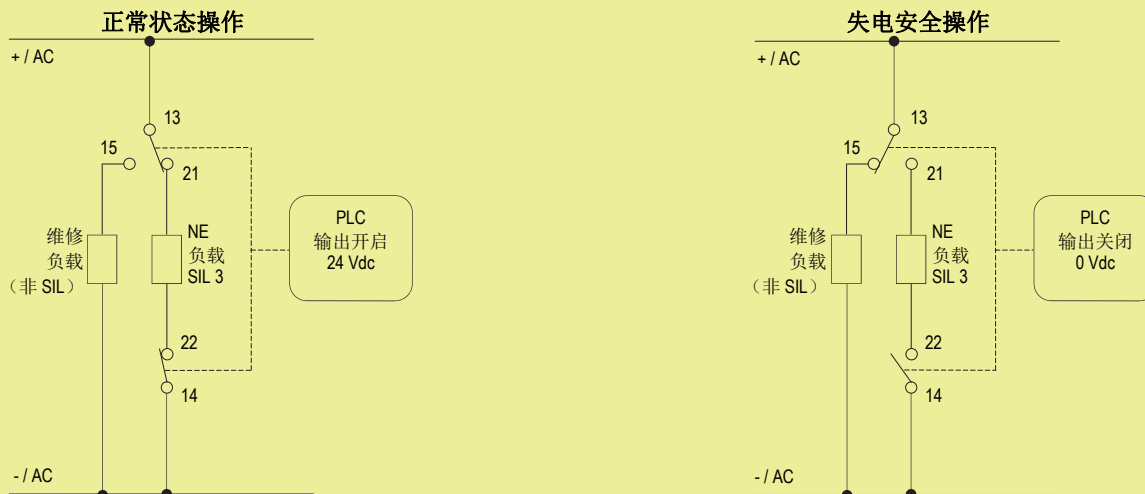 正常状态操作
+ / AC
13
15
21
维修
负载
（非 SIL）
NE
负载
SIL 3
PLC
输出开启
24 Vdc
22
14
- / AC
失电安全操作
+ / AC
13
15
21
维修
负载
（非 SIL）
NE
负载
SIL 3
PLC
输出关闭
0 Vdc
22
14
- / AC